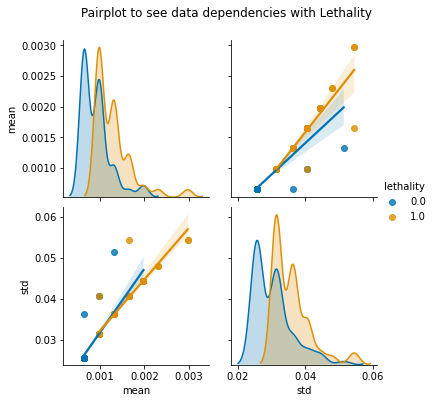 Pairplot to see data dependencies with Lethality
0.0030
0.0025
0.0020
0.0015
0.0010
mean
lethality
0.0
1.0
0.06
0.05
0.04
0.03
std
0.001
0.002
0.003
mean
0.02
0.04
0.06
std